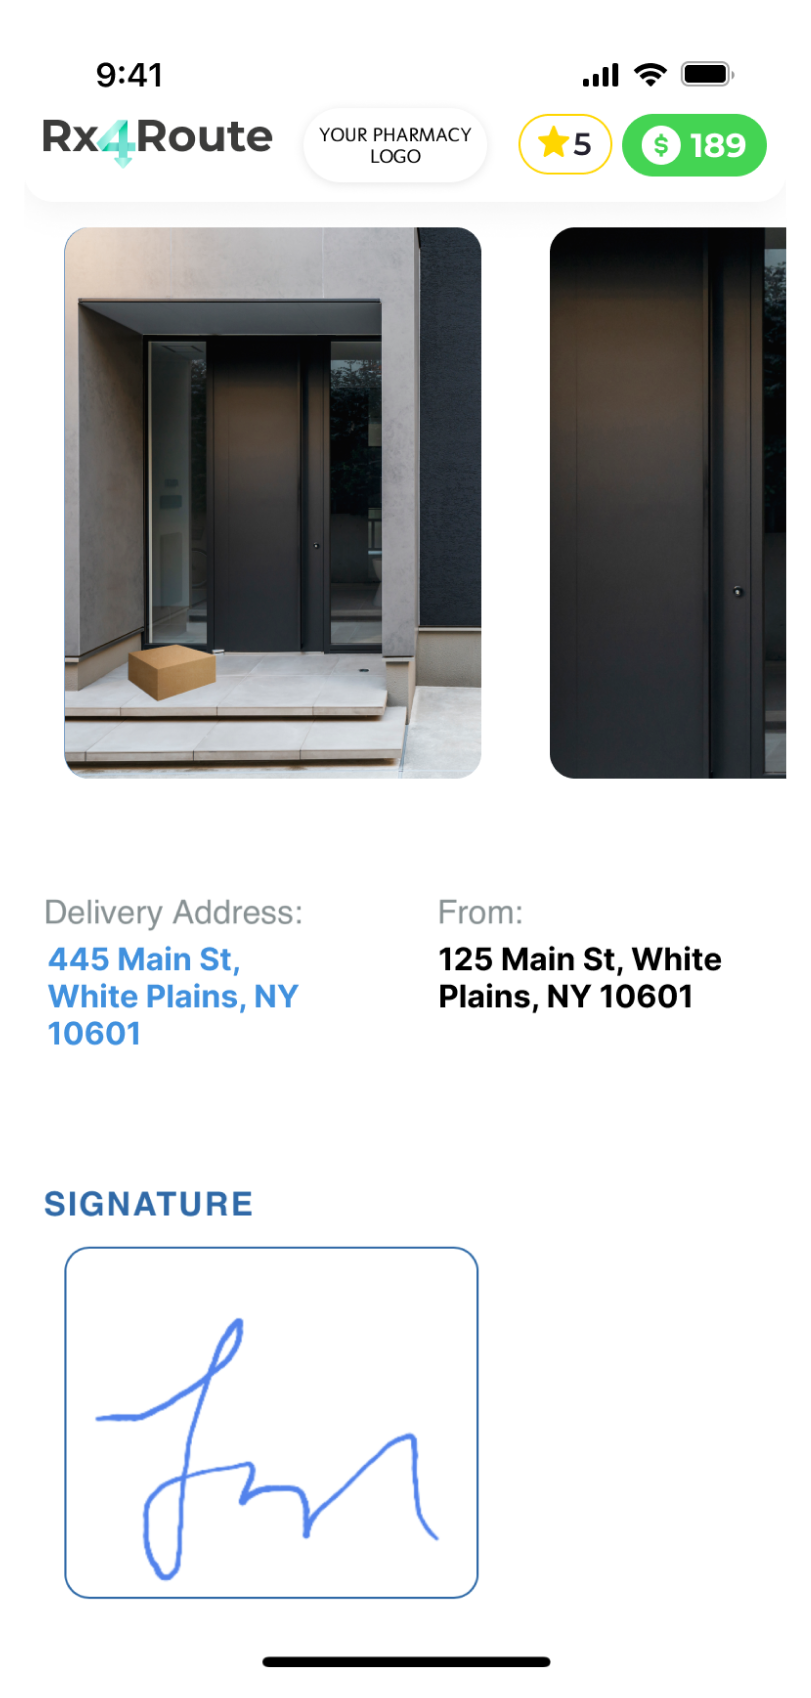 9:41
Rx4Route
YOUR PHARMACY
LOGO
5
$ 189
Delivery Address:
445 Main St,
White Plains, NY
10601
From:
125 Main St, White
Plains, NY 10601
SIGNATURE